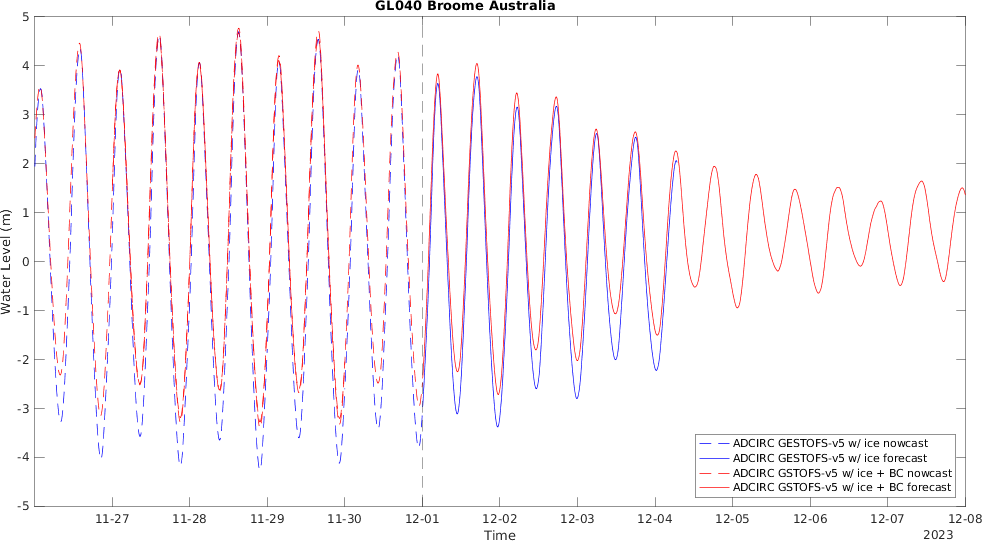 GL040 Broome Australia
5
4
3
2
1
0
-1
-2
-3
-4
-5
Water Level (m)
ADCIRC GESTOFS-v5 w/ ice nowcast
ADCIRC GESTOFS-v5 w/ ice forecast
ADCIRC GSTOFS-v5 w/ ice + BC nowcast
ADCIRC GSTOFS-v5 w/ ice + BC forecast
11-27 11-28 11-29 11-30 12-01 12-02 12-03 12-04 12-05 12-06 12-07 12-08
Time
2023